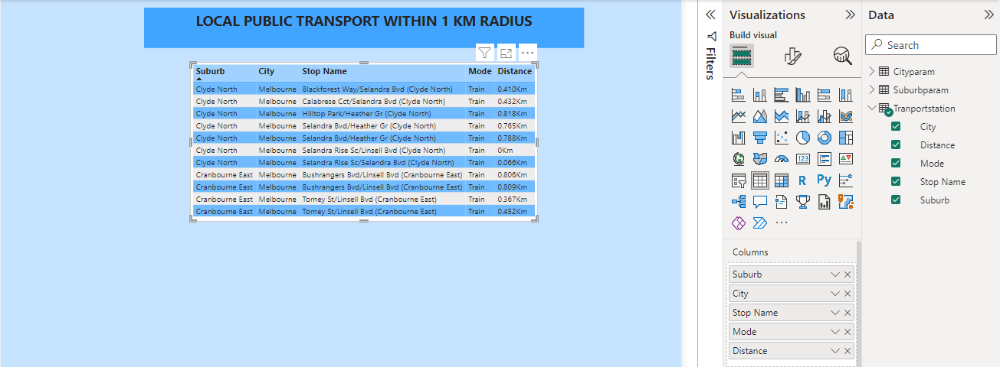 LOCAL PUBLIC TRANSPORT WITHIN 1 KM RADIUS
Suburb City Stop Name Mode Distance
Clyde North Melbourne Blackforest Way/Selandra Bvd (Clyde North) Train 0.410Km
Clyde North Melbourne Calabrese Cct/Selandra Bvd (Clyde North) Train 0.432Km
Clyde North Melbourne Hilltop Park/Heather Gr (Clyde North) Train 0.818Km
Clyde North Melbourne Selandra Bvd/Heather Gr (Clyde North) Train 0.765Km
Clyde North Melbourne Selandra Bvd/Heather Gr (Clyde North) Train 0.788Km
Clyde North Melbourne Selandra Rise Sc/Linsell Bvd (Clyde North) Train 0Km
Clyde North Melbourne Selandra Rise Sc/Selandra Bvd (Clyde North) Train 0.066Km
Cranbourne East Melbourne Bushrangers Bvd/Linsell Bvd (Cranbourne East) Train 0.806Km
Cranbourne East Melbourne Bushrangers Bvd/Linsell Bvd (Cranbourne East) Train 0.809Km
Cranbourne East Melbourne Torney St/Linsell Bvd (Cranbourne East) Train 0.367Km
Cranbourne East Melbourne Torney St/Linsell Bvd (Cranbourne East) Train 0.452Km
Filters
Visualizations
Build visual
123
R Py
Columns
Suburb
City
Stop Name
Mode
Distance
Data
Search
Cityparam
Suburbparam
Tranportstation
City
Distance
Mode
Stop Name
Suburb